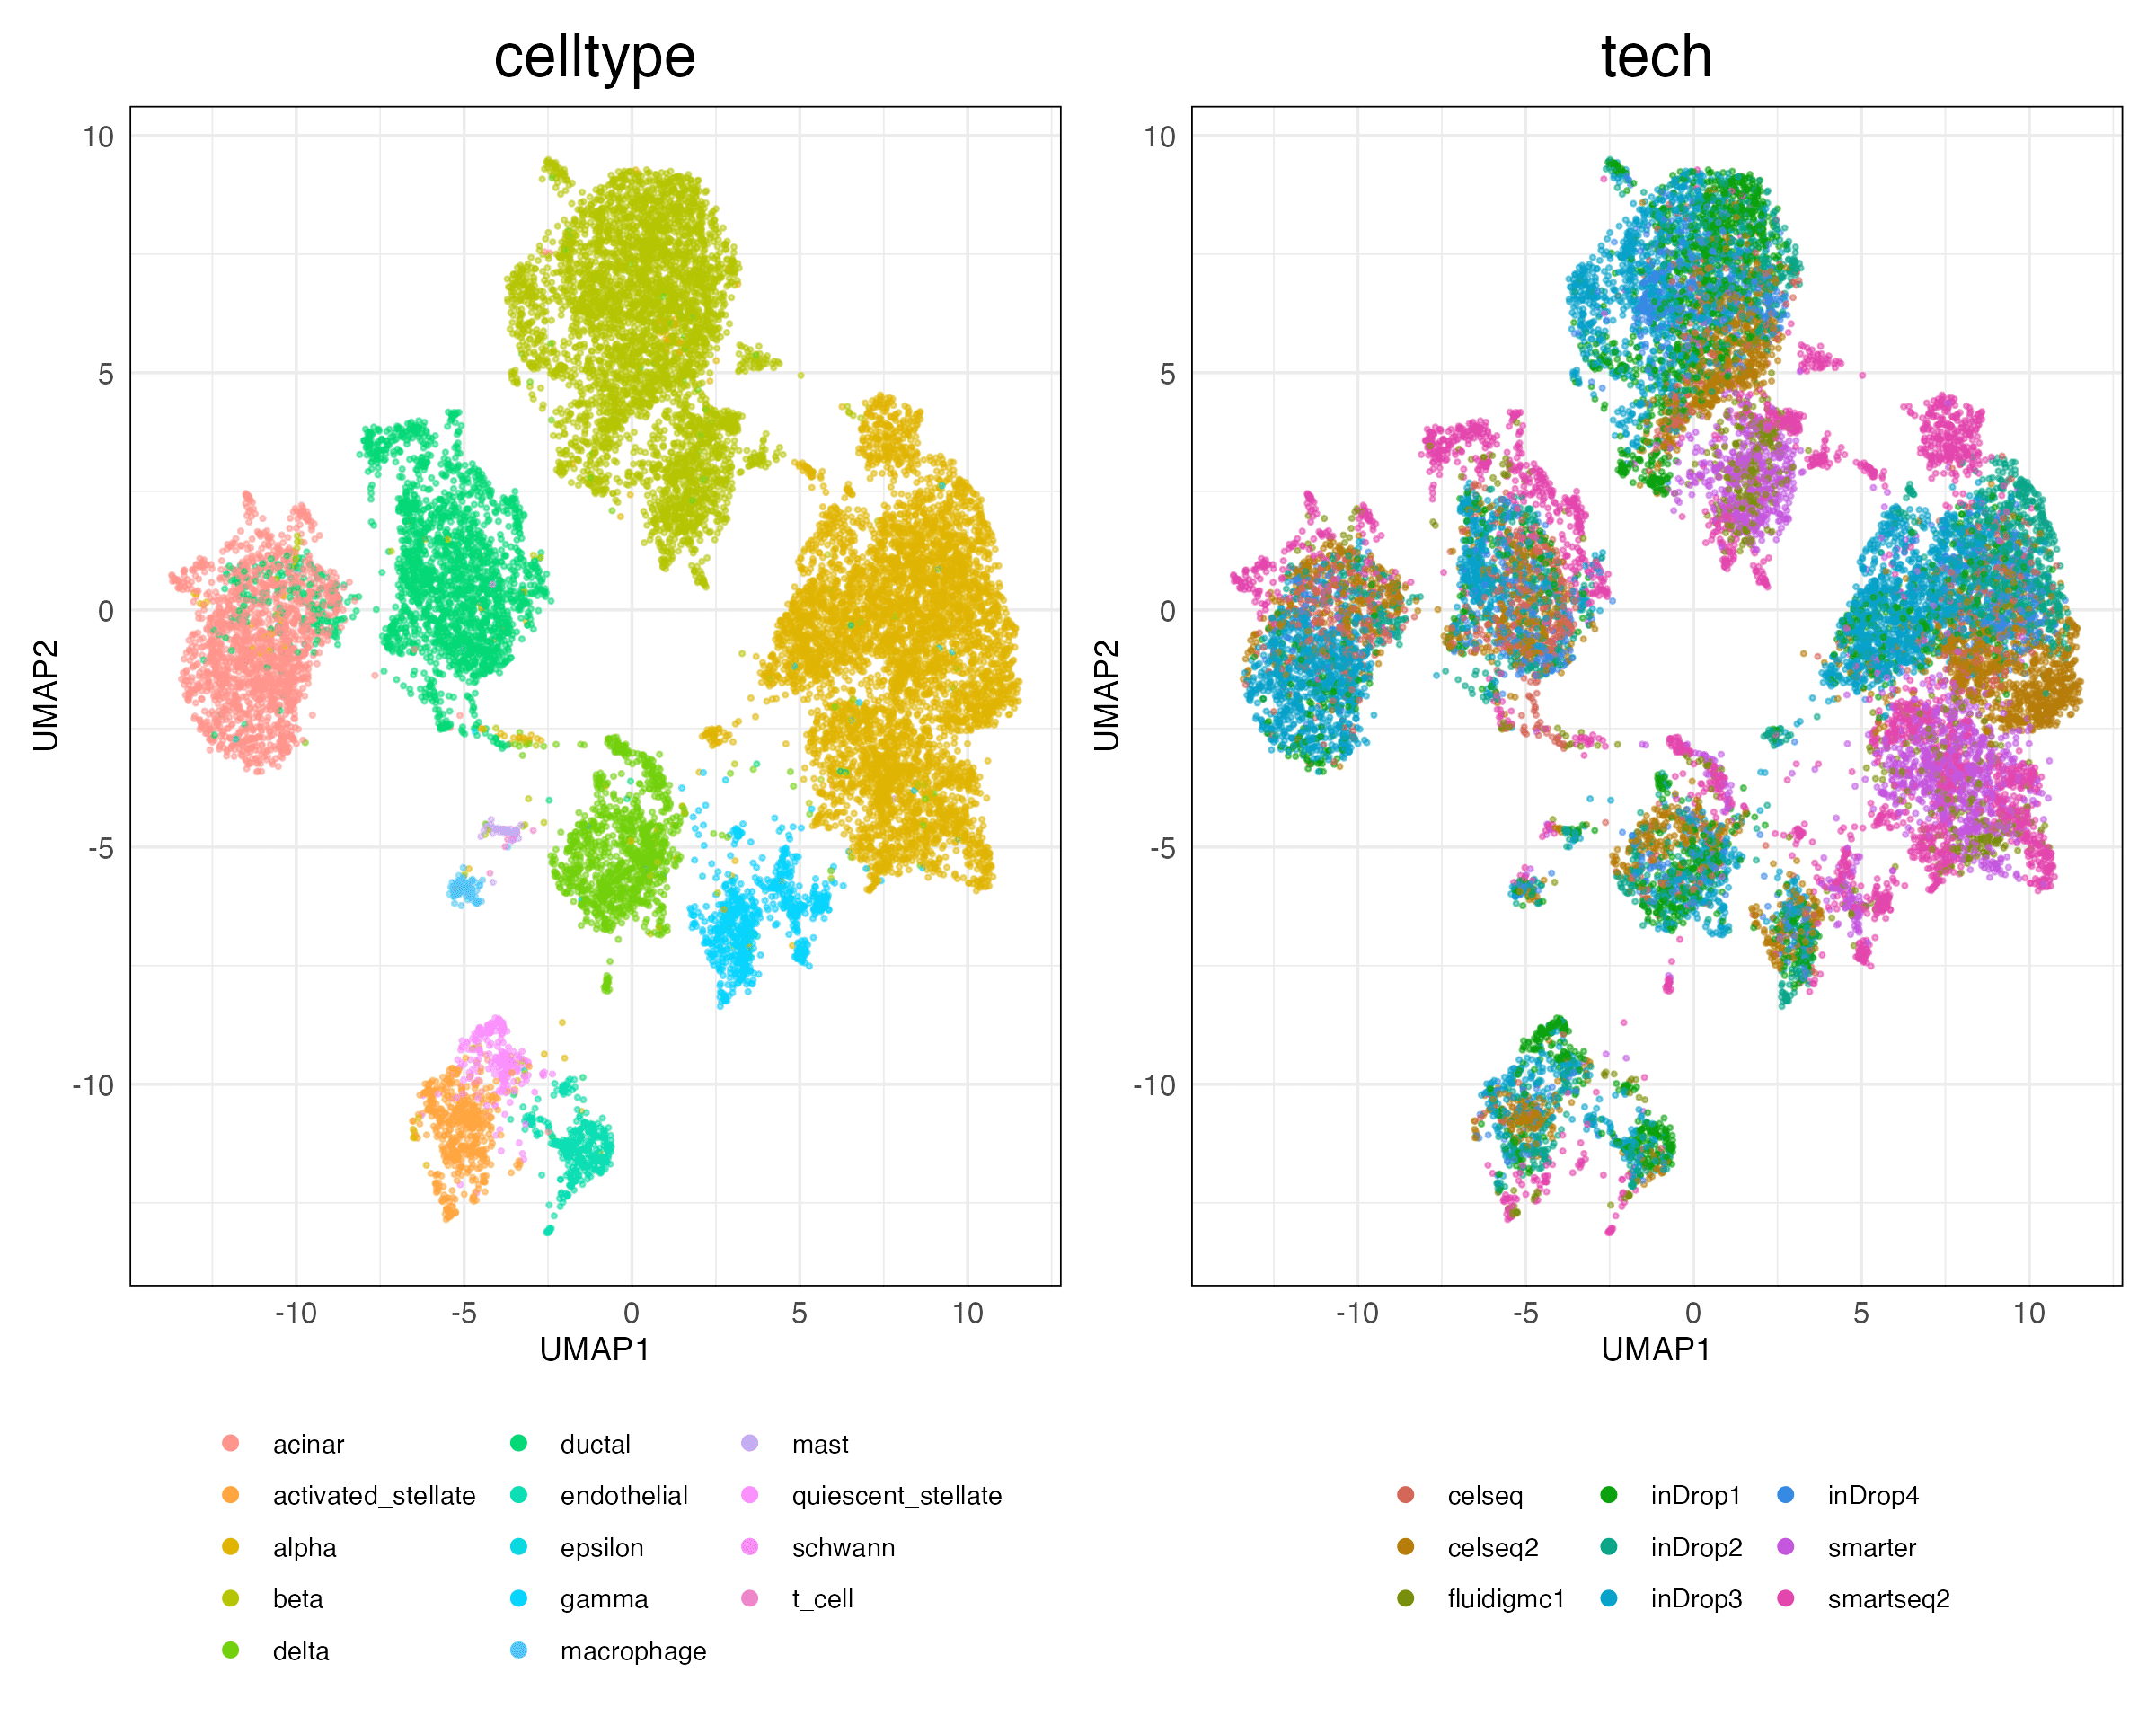 celltype
tech
10
5
0
-5
-10
UMAP2
-10
-5
0
5
10
UMAP1
10
5
0
-5
-10
UMAP2
-10
-5
0
5
10
UMAP1
acinar
activated_stellate
alpha
beta
delta
ductal
endothelial
epsilon
gamma
macrophage
mast
quiescent_stellate
schwann
t_cell
celseq
celseq2
fluidigmc1
inDrop1
inDrop2
inDrop3
inDrop4
smarter
smartseq2